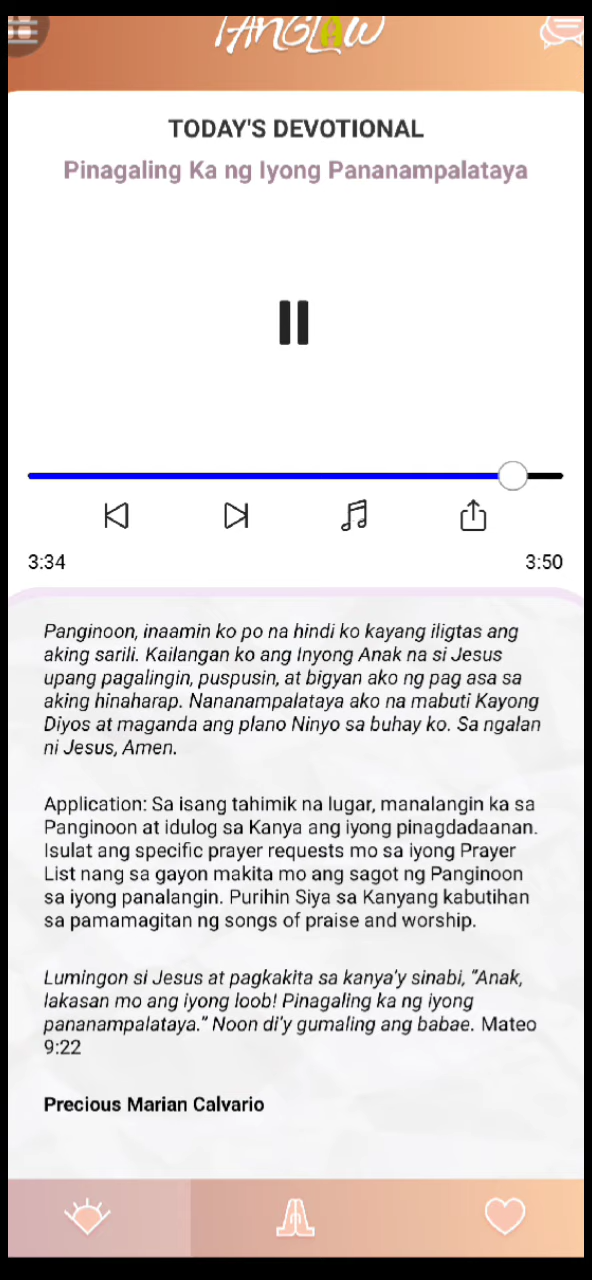 TANGLAW
TODAY'S DEVOTIONAL
Pinagaling Ka ng Iyong Pananampalataya
3:34
3:50
Panginoon, inaamin ko po na hindi ko kayang iligtas ang
aking sarili. Kailangan ko ang Inyong Anak na si Jesus
upang pagalingin, puspusin, at bigyan ako ng pag asa sa
aking hinaharap. Nananampalataya ako na mabuti Kayong
Diyos at maganda ang plano Ninyo sa buhay ko. Sa ngalan
ni Jesus, Amen.
Application: Sa isang tahimik na lugar, manalangin ka sa
Panginoon at idulog sa Kanya ang iyong pinagdadaanan.
Isulat ang specific prayer requests mo sa iyong Prayer
List nang sa gayon makita mo ang sagot ng Panginoon
sa iyong panalangin. Purihin Siya sa Kanyang kabutihan
sa pamamagitan ng songs of praise and worship.
Lumingon si Jesus at pagkakita sa kanya'y sinabi, “Anak,
lakasan mo ang iyong loob! Pinagaling ka ng iyong
pananampalataya.” Noon di'y gumaling ang babae. Mateo
9:22
Precious Marian Calvario